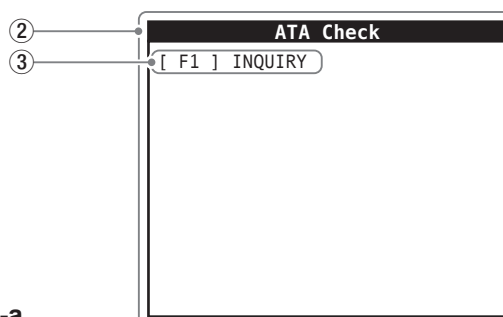 ② ATA Check
③ [ F1 ] INQUIRY
-a